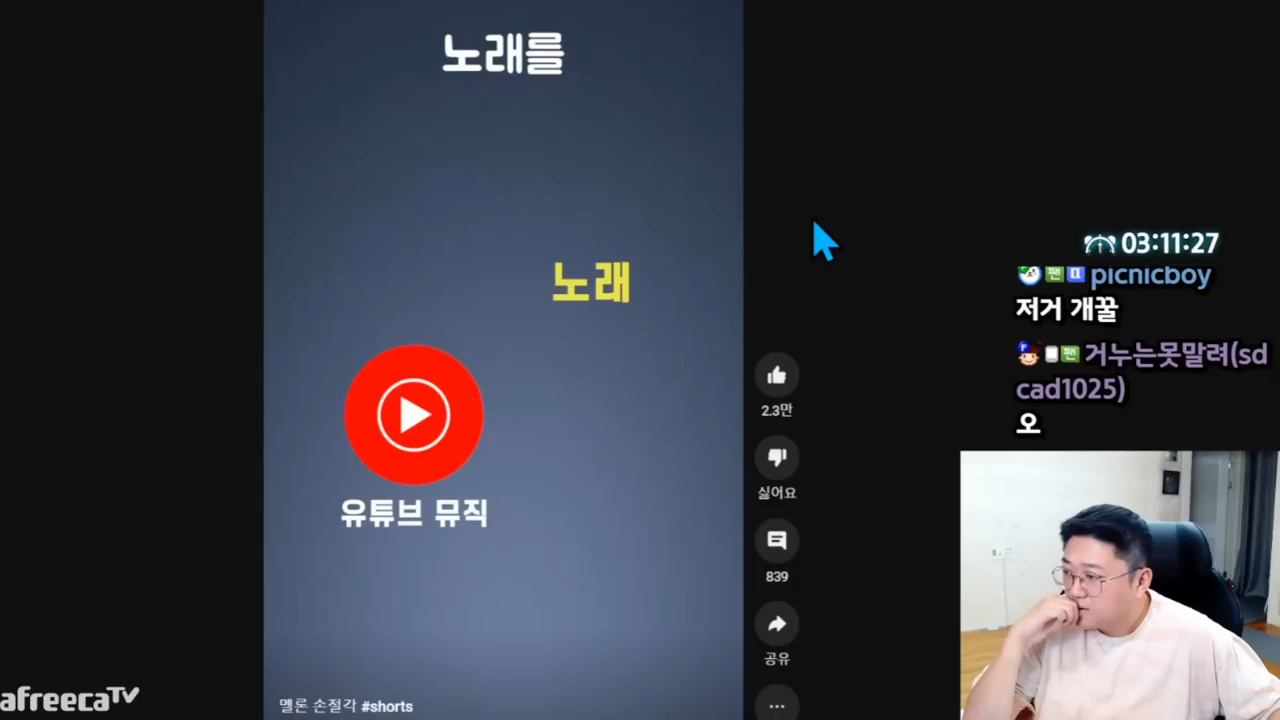 노래를
노래
유튜브 뮤직
멜론 손절각 #shorts
2.3만
싫어요
839
공유
03:11:27
picnicboy
저거 개꿀
거누는못말려(sd
cad1025)
오
afreecaTV